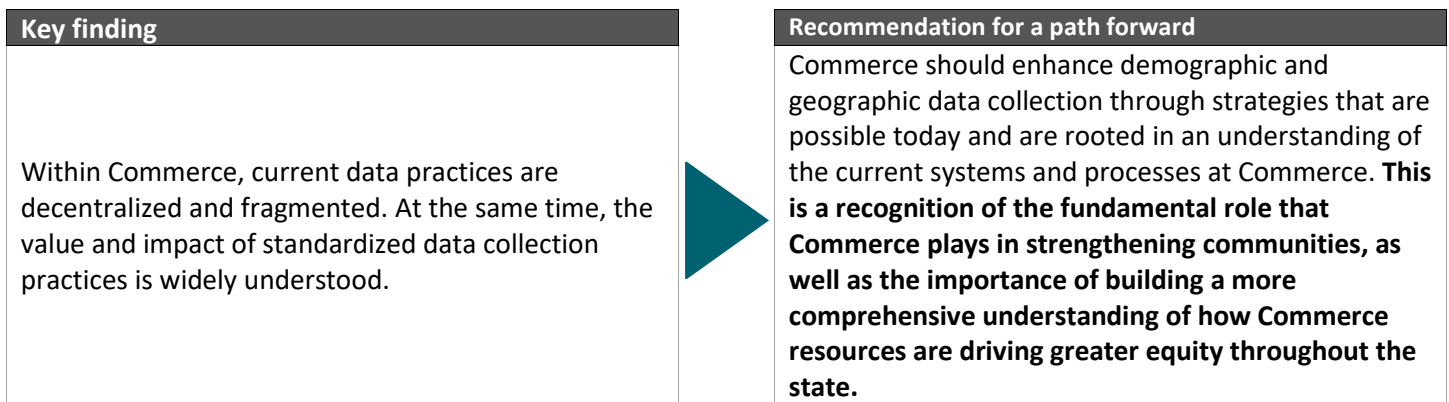 Key finding
Within Commerce, current data practices are
decentralized and fragmented. At the same time, the
value and impact of standardized data collection
practices is widely understood.
Recommendation for a path forward
Commerce should enhance demographic and
geographic data collection through strategies that are
possible today and are rooted in an understanding of
the current systems and processes at Commerce. This
is a recognition of the fundamental role that
Commerce plays in strengthening communities, as
well as the importance of building a more
comprehensive understanding of how Commerce
resources are driving greater equity throughout the
state.